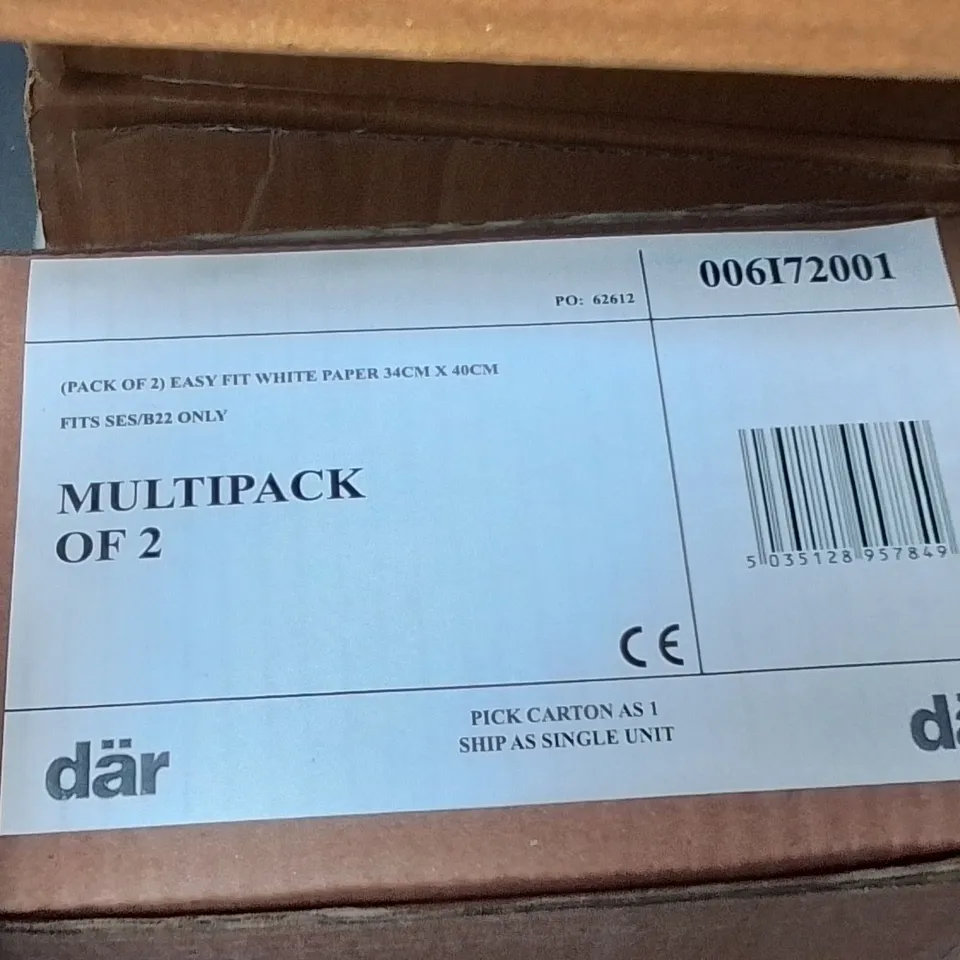 PO: 62612
006I72001
(PACK OF 2) EASY FIT WHITE PAPER 34CM X 40CM
FITS SES/B22 ONLY
MULTIPACK
OF 2
5 035128 957849
CE
PICK CARTON AS 1
SHIP AS SINGLE UNIT
där
dä